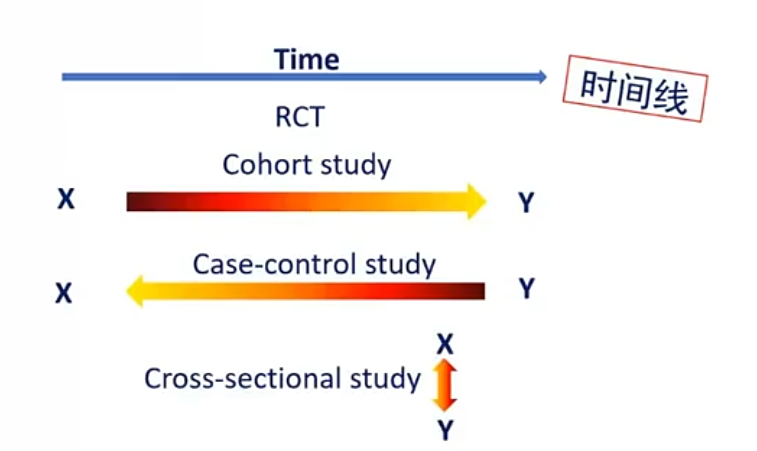 Time
时间线
RCT
Cohort study
X
Y
Case-control study
X
Y
X
Cross-sectional study
Y